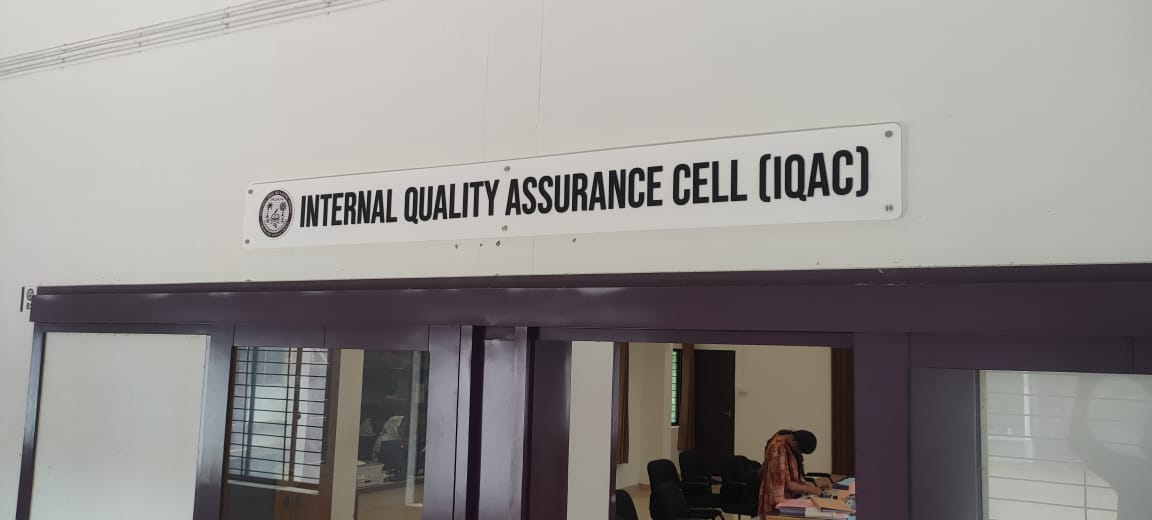 INTERNAL QUALITY ASSURANCE CELL (IQAC)